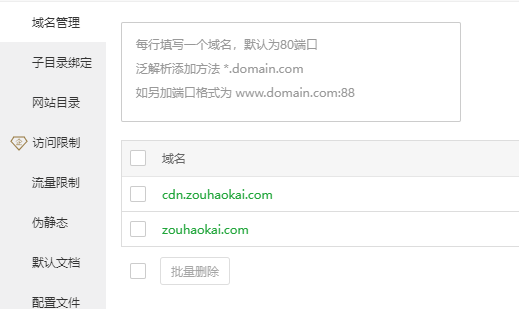 域名管理
子目录绑定
网站目录
访问限制
流量限制
伪静态
默认文档
配置文件
每行填写一个域名，默认为80端口
泛解析添加方法 *.domain.com
如另加端口格式为 www.domain.com:88
域名
cdn.zouhaokai.com
zouhaokai.com
批量删除